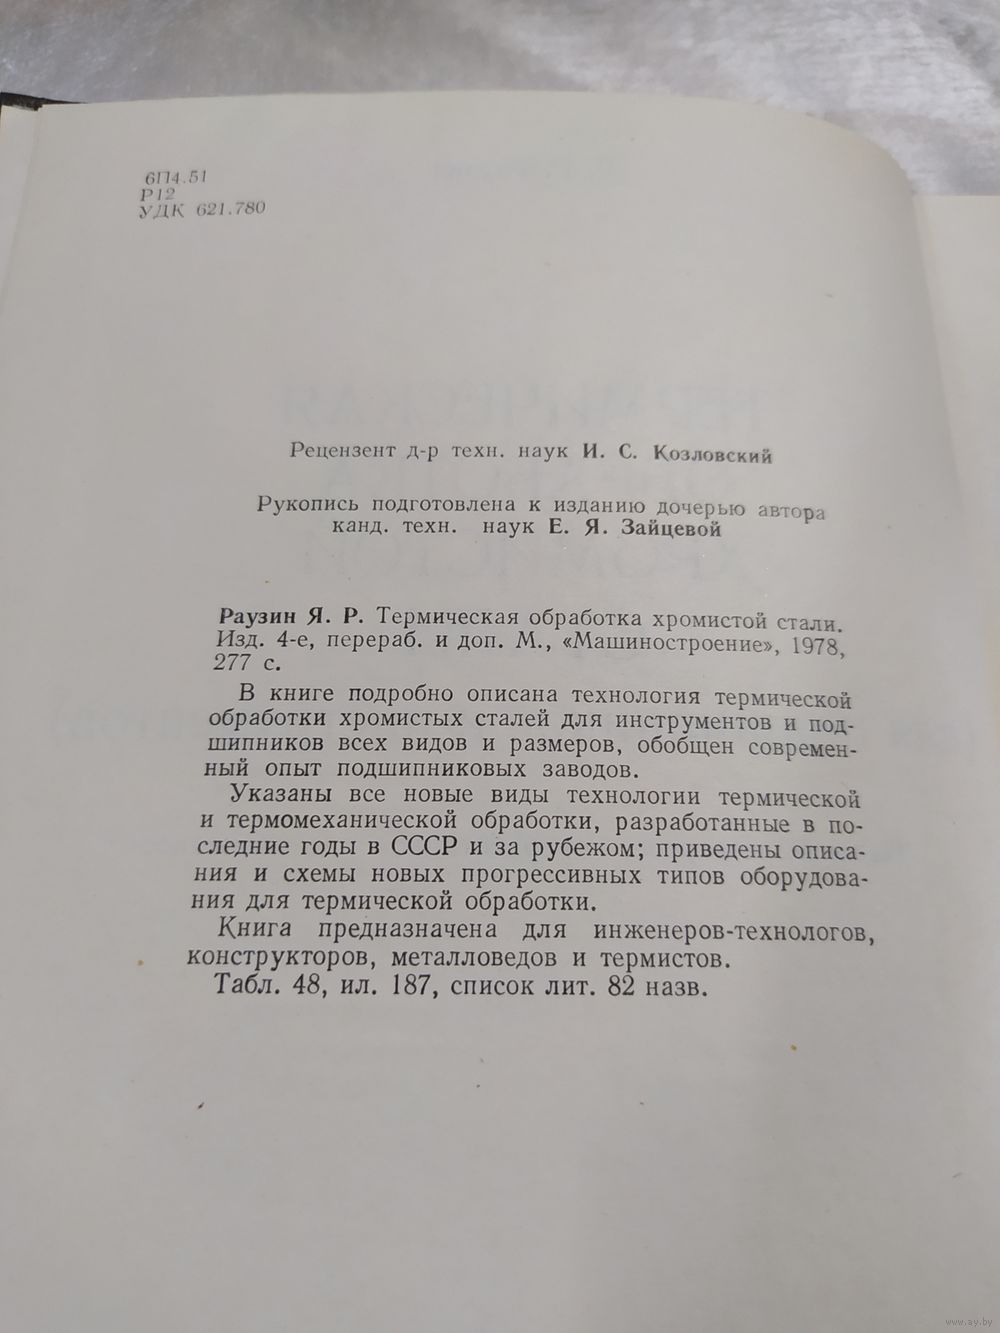 6П4.51
Р12
УДК 621.780
Рецензент д-р техн. наук И. С. Козловский
Рукопись подготовлена к изданию дочерью автора
канд. техн. наук Е. Я. Зайцевой
Раузин Я. Р. Термическая обработка хромистой стали.
Изд. 4-е, перераб. и доп. М., «Машиностроение», 1978,
277 с.
В книге подробно описана технология термической
обработки хромистых сталей для инструментов и под-
шипников всех видов и размеров, обобщен современ-
ный опыт подшипниковых заводов.
Указаны все новые виды технологии термической
и термомеханической обработки, разработанные в по-
следние годы в СССР и за рубежом; приведены описа-
ния и схемы новых прогрессивных типов оборудова-
ния для термической обработки.
Книга предназначена для инженеров-технологов,
конструкторов, металловедов и термистов.
Табл. 48, ил. 187, список лит. 82 назв.
www.ay.by